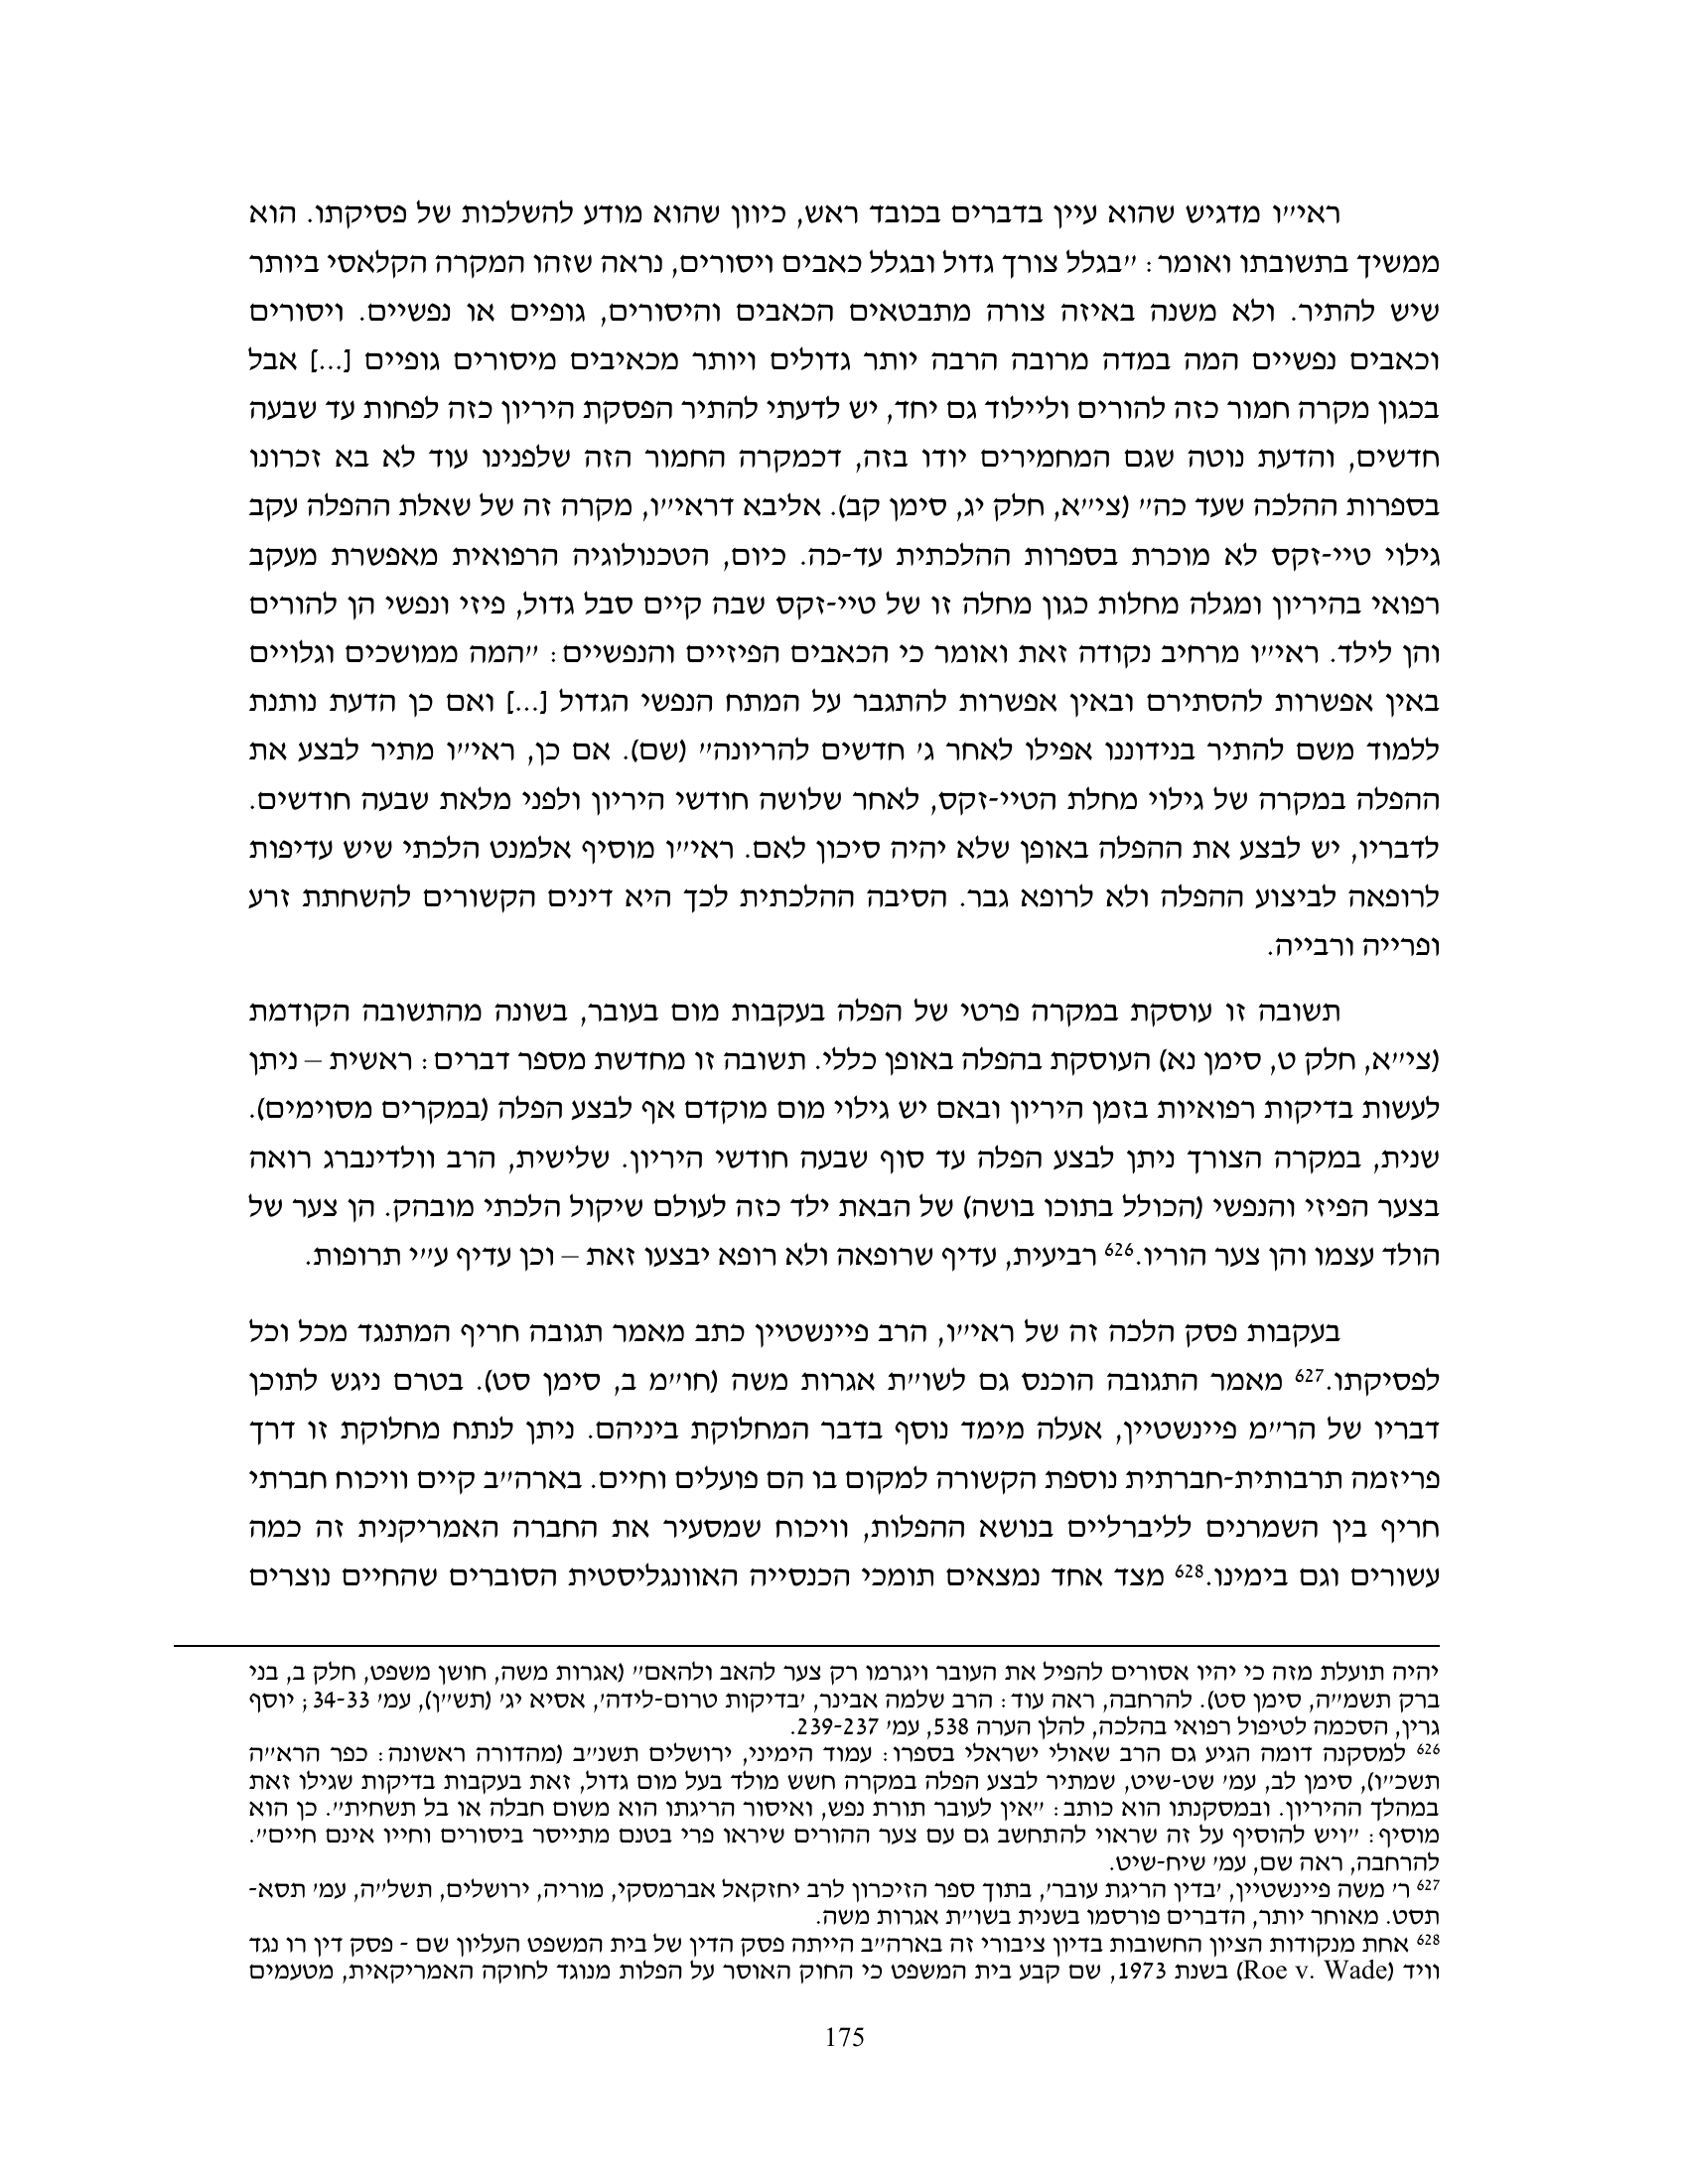 ראי״ו מדגיש שהוא עיין בדברים בכובד ראש, כיוון שהוא מודע להשלכות של פסיקתו. הוא
ממשיך בתשובתו ואומר: ״בגלל צורך גדול ובגלל כאבים ויסורים, נראה שזהו המקרה הקלאסי ביותר
שיש להתיר. ולא משנה באיזה צורה מתבטאים הכאבים והיסורים, גופיים או נפשיים. ויסורים
וכאבים נפשיים המה במדה מרובה הרבה יותר גדולים ויותר מכאיבים מיסורים גופיים [...] אבל
בכגון מקרה חמור כזה להורים ולייולד גם יחד, יש לדעתי להתיר הפסקת היריון כזה לפחות עד שבעה
חדשים, והדעת נוטה שגם המחמירים יודו בזה, דכמקרה החמור הזה שלפנינו עוד לא בא זכרונו
בספרות ההלכה שעד כה״ (צי״א, חלק יג, סימן קב). אליבא דראי״ו, מקרה זה של שאלת ההפלה עקב
גילוי טיי-זקס לא מוכרת בספרות ההלכתית עד-כה. כיום, הטכנולוגיה הרפואית מאפשרת מעקב
רפואי בהיריון ומגלה מחלות כגון מחלה זו של טיי-זקס שבה קיים סבל גדול, פיזי ונפשי הן להורים
והן לילד. ראי״ו מרחיב נקודה זאת ואומר כי הכאבים הפיזיים והנפשיים: ״המה ממושכים וגלויים
באין אפשרות להסתירם ובאין אפשרות להתגבר על המתח הנפשי הגדול [...] ואם כן הדעת נותנת
ללמוד משם להתיר בנידוננו אפילו לאחר ג׳ חדשים להריונה״ (שם). אם כן, ראי״ו מתיר לבצע את
ההפלה במקרה של גילוי מחלת הטיי-זקס, לאחר שלושה חודשי היריון ולפני מלאת שבעה חודשים.
לדבריו, יש לבצע את ההפלה באופן שלא יהיה סיכון לאם. ראי״ו מוסיף אלמנט הלכתי שיש עדיפות
לרופאה לביצוע ההפלה ולא לרופא גבר. הסיבה ההלכתית לכך היא דינים הקשורים להשחתת זרע
ופרייה ורבייה.
תשובה זו עוסקת במקרה פרטי של הפלה בעקבות מום בעובר, בשונה מהתשובה הקודמת
(צי״א, חלק ט, סימן נא) העוסקת בהפלה באופן כללי. תשובה זו מחדשת מספר דברים: ראשית – ניתן
לעשות בדיקות רפואיות בזמן היריון ובאם יש גילוי מום מוקדם אף לבצע הפלה (במקרים מסוימים).
שנית, במקרה הצורך ניתן לבצע הפלה עד סוף שבעה חודשי היריון. שלישית, הרב וולדינברג רואה
בצער הפיזי והנפשי (הכולל בתוכו בושה) של הבאת ילד כזה לעולם שיקול הלכתי מובהק. הן צער של
הולד עצמו והן צער הוריו.626 רביעית, עדיף שרופאה ולא רופא יבצעו זאת – וכן עדיף ע״י תרופות.
בעקבות פסק הלכה זה של ראי״ו, הרב פיינשטיין כתב מאמר תגובה חריף המתנגד מכל וכל
לפסיקתו.627 מאמר התגובה הוכנס גם לשו״ת אגרות משה (חו״מ ב, סימן סט). בטרם ניגש לתוכן
דבריו של הר״מ פיינשטיין, אעלה מימד נוסף בדבר המחלוקת ביניהם. ניתן לנתח מחלוקת זו דרך
פריזמה תרבותית-חברתית נוספת הקשורה למקום בו הם פועלים וחיים. בארה״ב קיים וויכוח חברתי
חריף בין השמרנים לליברליים בנושא ההפלות, וויכוח שמסעיר את החברה האמריקנית זה כמה
עשורים וגם בימינו.628 מצד אחד נמצאים תומכי הכנסייה האוונגליסטית הסוברים שהחיים נוצרים
יהיה תועלת מזה כי יהיו אסורים להפיל את העובר ויגרמו רק צער להאב ולהאם״ (אגרות משה, חושן משפט, חלק ב, בני
ברק תשמ״ה, סימן סט). להרחבה, ראה עוד: הרב שלמה אבינר, ׳בדיקות טרום-לידה׳, אסיא יג׳ (תש״ן), עמ׳ 34-33; יוסף
גרין, הסכמה לטיפול רפואי בהלכה, להלן הערה 538, עמ׳ 239-237.
626 למסקנה דומה הגיע גם הרב שאולי ישראלי בספרו: עמוד הימיני, ירושלים תשנ״ב (מהדורה ראשונה: כפר הרא״ה
תשכ״ו), סימן לב, עמ׳ שט-שיט, שמתיר לבצע הפלה במקרה חשש מולד בעל מום גדול, זאת בעקבות בדיקות שגילו זאת
במהלך ההיריון. ובמסקנתו הוא כותב: ״אין לעובר תורת נפש, ואיסור הריגתו הוא משום חבלה או בל תשחית״. כן הוא
מוסיף: ״ויש להוסיף על זה שראוי להתחשב גם עם צער ההורים שיראו פרי בטנם מתייסר ביסורים וחייו אינם חיים״.
להרחבה, ראה שם, עמ׳ שיח-שיט.
627 ר׳ משה פיינשטיין, ׳בדין הריגת עובר׳, בתוך ספר הזיכרון לרב יחזקאל אברמסקי, מוריה, ירושלים, תשל״ה, עמ׳ תסא-
תסט. מאוחר יותר, הדברים פורסמו בשנית בשו״ת אגרות משה.
628 אחת מנקודות הציון החשובות בדיון ציבורי זה בארה״ב הייתה פסק הדין של בית המשפט העליון שם - פסק דין רו נגד
וויד (Roe v. Wade) בשנת 1973, שם קבע בית המשפט כי החוק האוסר על הפלות מנוגד לחוקה האמריקאית, מטעמים
175